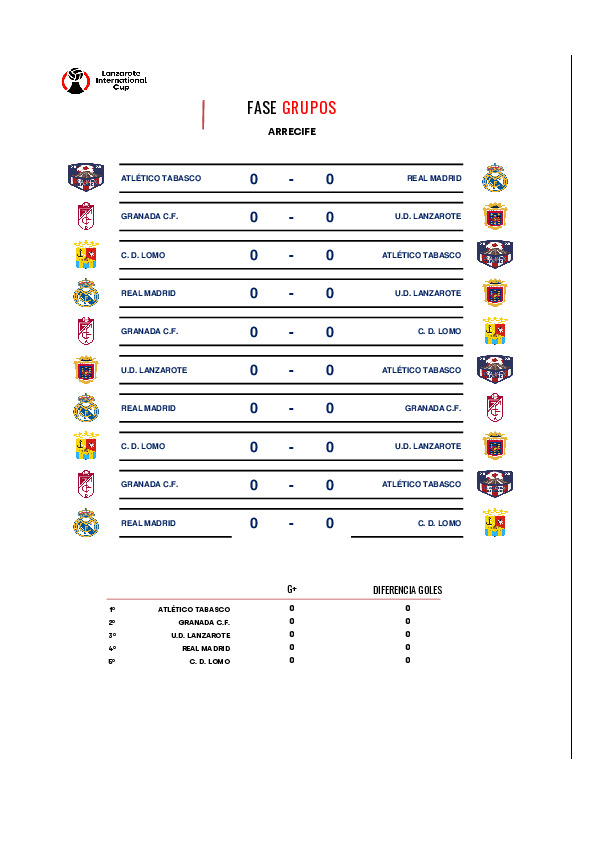 Lanzarote
International
Cup
FASE GRUPOS
ARRECIFE
ATLÉTICO TABASCO 0 - 0 REAL MADRID
GRANADA C.F. 0 - 0 U.D. LANZAROTE
C. D. LOMO 0 - 0 ATLÉTICO TABASCO
REAL MADRID 0 - 0 U.D. LANZAROTE
GRANADA C.F. 0 - 0 C. D. LOMO
U.D. LANZAROTE 0 - 0 ATLÉTICO TABASCO
REAL MADRID 0 - 0 GRANADA C.F.
C. D. LOMO 0 - 0 U.D. LANZAROTE
GRANADA C.F. 0 - 0 ATLÉTICO TABASCO
REAL MADRID 0 - 0 C. D. LOMO
G+ DIFERENCIA GOLES
1º ATLÉTICO TABASCO 0 0
2º GRANADA C.F. 0 0
3º U.D. LANZAROTE 0 0
4º REAL MADRID 0 0
5º C. D. LOMO 0 0